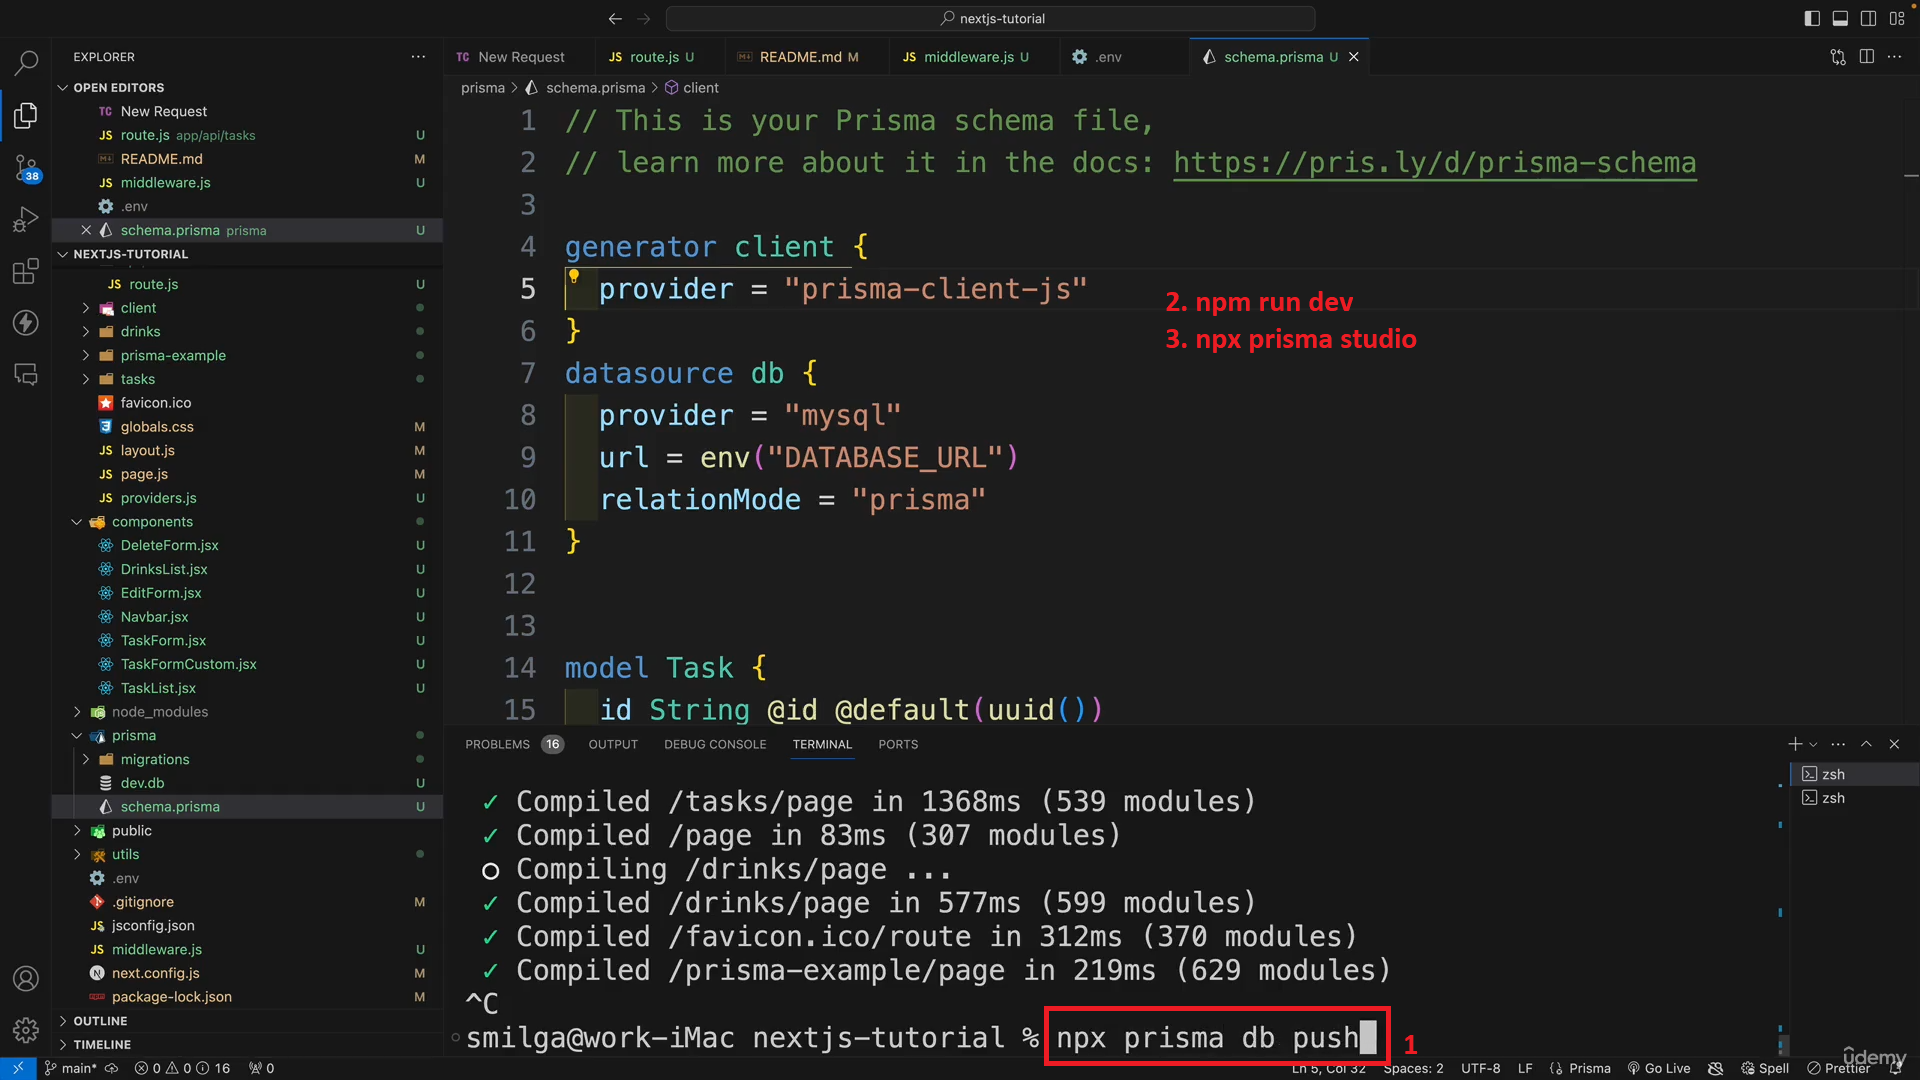 nextjs-tutorial
EXPLORER
OPEN EDITORS
TC New Request
JS route.js app/api/tasks U
README.md M
JS middleware.js U
.env
schema.prisma prisma U
NEXTJS-TUTORIAL
JS route.js U
client
drinks
prisma-example
tasks
favicon.ico
globals.css M
JS layout.js M
JS page.js M
JS providers.js U
components
DeleteForm.jsx U
DrinksList.jsx U
EditForm.jsx U
Navbar.jsx U
TaskForm.jsx U
TaskFormCustom.jsx U
TaskList.jsx U
node_modules
prisma
migrations
dev.db U
schema.prisma U
public
utils
.env
.gitignore M
JS jsconfig.json
JS middleware.js U
N next.config.js M
package-lock.json M
OUTLINE
TIMELINE
38
TC New Request JS route.js U README.md M JS middleware.js U .env schema.prisma U
prisma > schema.prisma > client
1 // This is your Prisma schema file,
2 // learn more about it in the docs: https://pris.ly/d/prisma-schema
3
4 generator client {
5 provider = "prisma-client-js"
6 }
7 datasource db {
8 provider = "mysql"
9 url = env("DATABASE_URL")
10 relationMode = "prisma"
11 }
12
13
14 model Task {
15 id String @id @default(uuid())
2. npm run dev
3. npx prisma studio
PROBLEMS 16 OUTPUT DEBUG CONSOLE TERMINAL PORTS
zsh
zsh
✓ Compiled /tasks/page in 1368ms (539 modules)
✓ Compiled /page in 83ms (307 modules)
○ Compiling /drinks/page ...
✓ Compiled /drinks/page in 577ms (599 modules)
✓ Compiled /favicon.ico/route in 312ms (370 modules)
✓ Compiled /prisma-example/page in 219ms (629 modules)
^C
smilga@work-iMac nextjs-tutorial % npx prisma db push
1
main* 0 0 16 0 Ln 5, Col 32 Spaces: 2 UTF-8 LF {} Prisma Go Live Spell Prettier
ûdemy